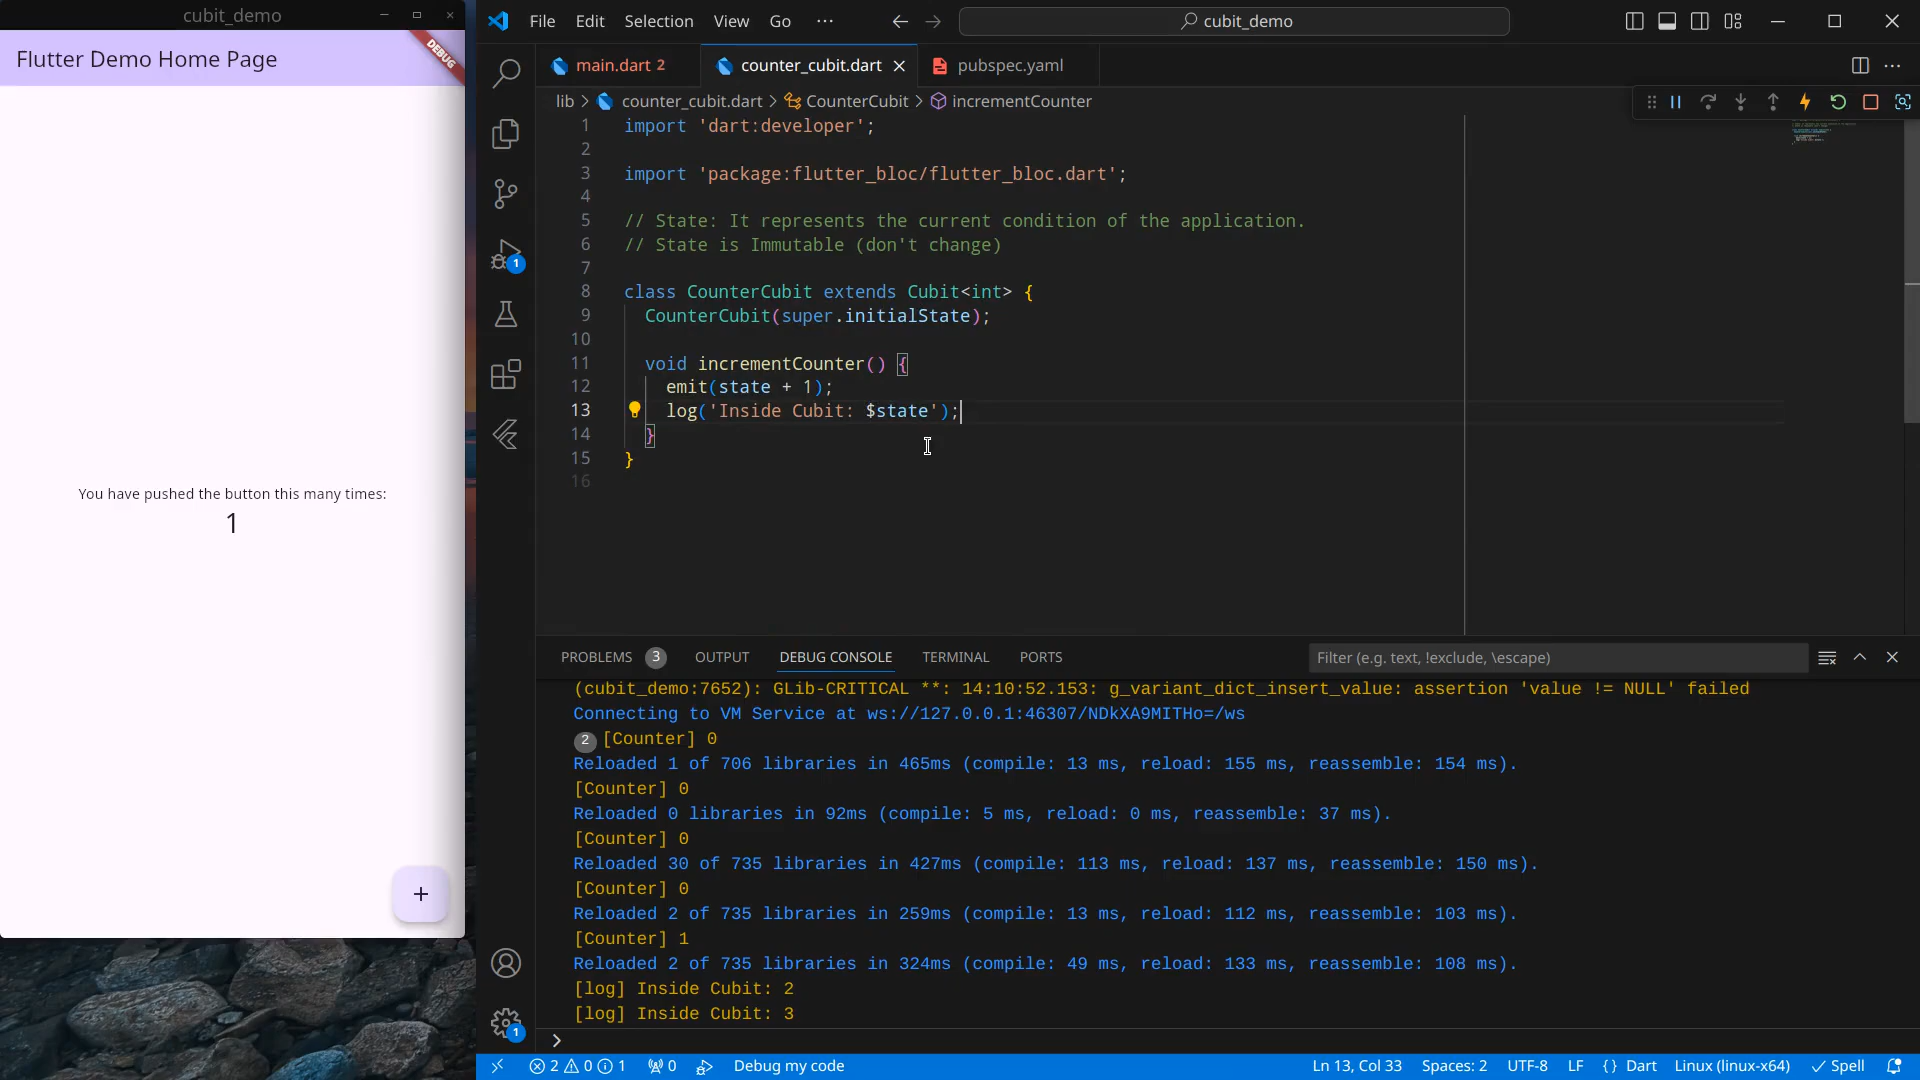 cubit_demo
Flutter Demo Home Page
DEBUG
You have pushed the button this many times:
1
+
File Edit Selection View Go ···
cubit_demo
main.dart 2
counter_cubit.dart
pubspec.yaml
lib > counter_cubit.dart > CounterCubit > incrementCounter
1 import 'dart:developer';
2
3 import 'package:flutter_bloc/flutter_bloc.dart';
4
5 // State: It represents the current condition of the application.
6 // State is Immutable (don't change)
7
8 class CounterCubit extends Cubit<int> {
9 CounterCubit(super.initialState);
10
11 void incrementCounter() {
12 emit(state + 1);
13 log('Inside Cubit: $state');
14 }
15 }
16
1
1
PROBLEMS 3 OUTPUT DEBUG CONSOLE TERMINAL PORTS
Filter (e.g. text, !exclude, \escape)
(cubit_demo:7652): GLib-CRITICAL **: 14:10:52.153: g_variant_dict_insert_value: assertion 'value != NULL' failed
Connecting to VM Service at ws://127.0.0.1:46307/NDkXA9MITHo=/ws
2 [Counter] 0
Reloaded 1 of 706 libraries in 465ms (compile: 13 ms, reload: 155 ms, reassemble: 154 ms).
[Counter] 0
Reloaded 0 libraries in 92ms (compile: 5 ms, reload: 0 ms, reassemble: 37 ms).
[Counter] 0
Reloaded 30 of 735 libraries in 427ms (compile: 113 ms, reload: 137 ms, reassemble: 150 ms).
[Counter] 0
Reloaded 2 of 735 libraries in 259ms (compile: 13 ms, reload: 112 ms, reassemble: 103 ms).
[Counter] 1
Reloaded 2 of 735 libraries in 324ms (compile: 49 ms, reload: 133 ms, reassemble: 108 ms).
[log] Inside Cubit: 2
[log] Inside Cubit: 3
>
2 0 1 0 Debug my code Ln 13, Col 33 Spaces: 2 UTF-8 LF {} Dart Linux (linux-x64) Spell